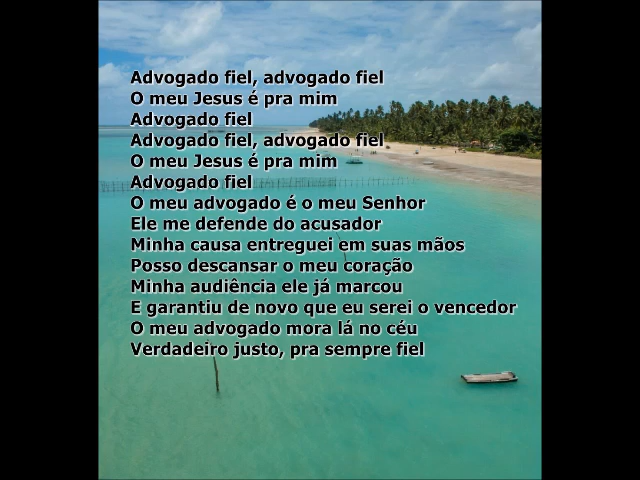 Advogado fiel, advogado fiel
O meu Jesus é pra mim
Advogado fiel
Advogado fiel, advogado fiel
O meu Jesus é pra mim
Advogado fiel
O meu advogado é o meu Senhor
Ele me defende do acusador
Minha causa entreguei em suas mãos
Posso descansar o meu coração
Minha audiência ele já marcou
E garantiu de novo que eu serei o vencedor
O meu advogado mora lá no céu
Verdadeiro justo, pra sempre fiel